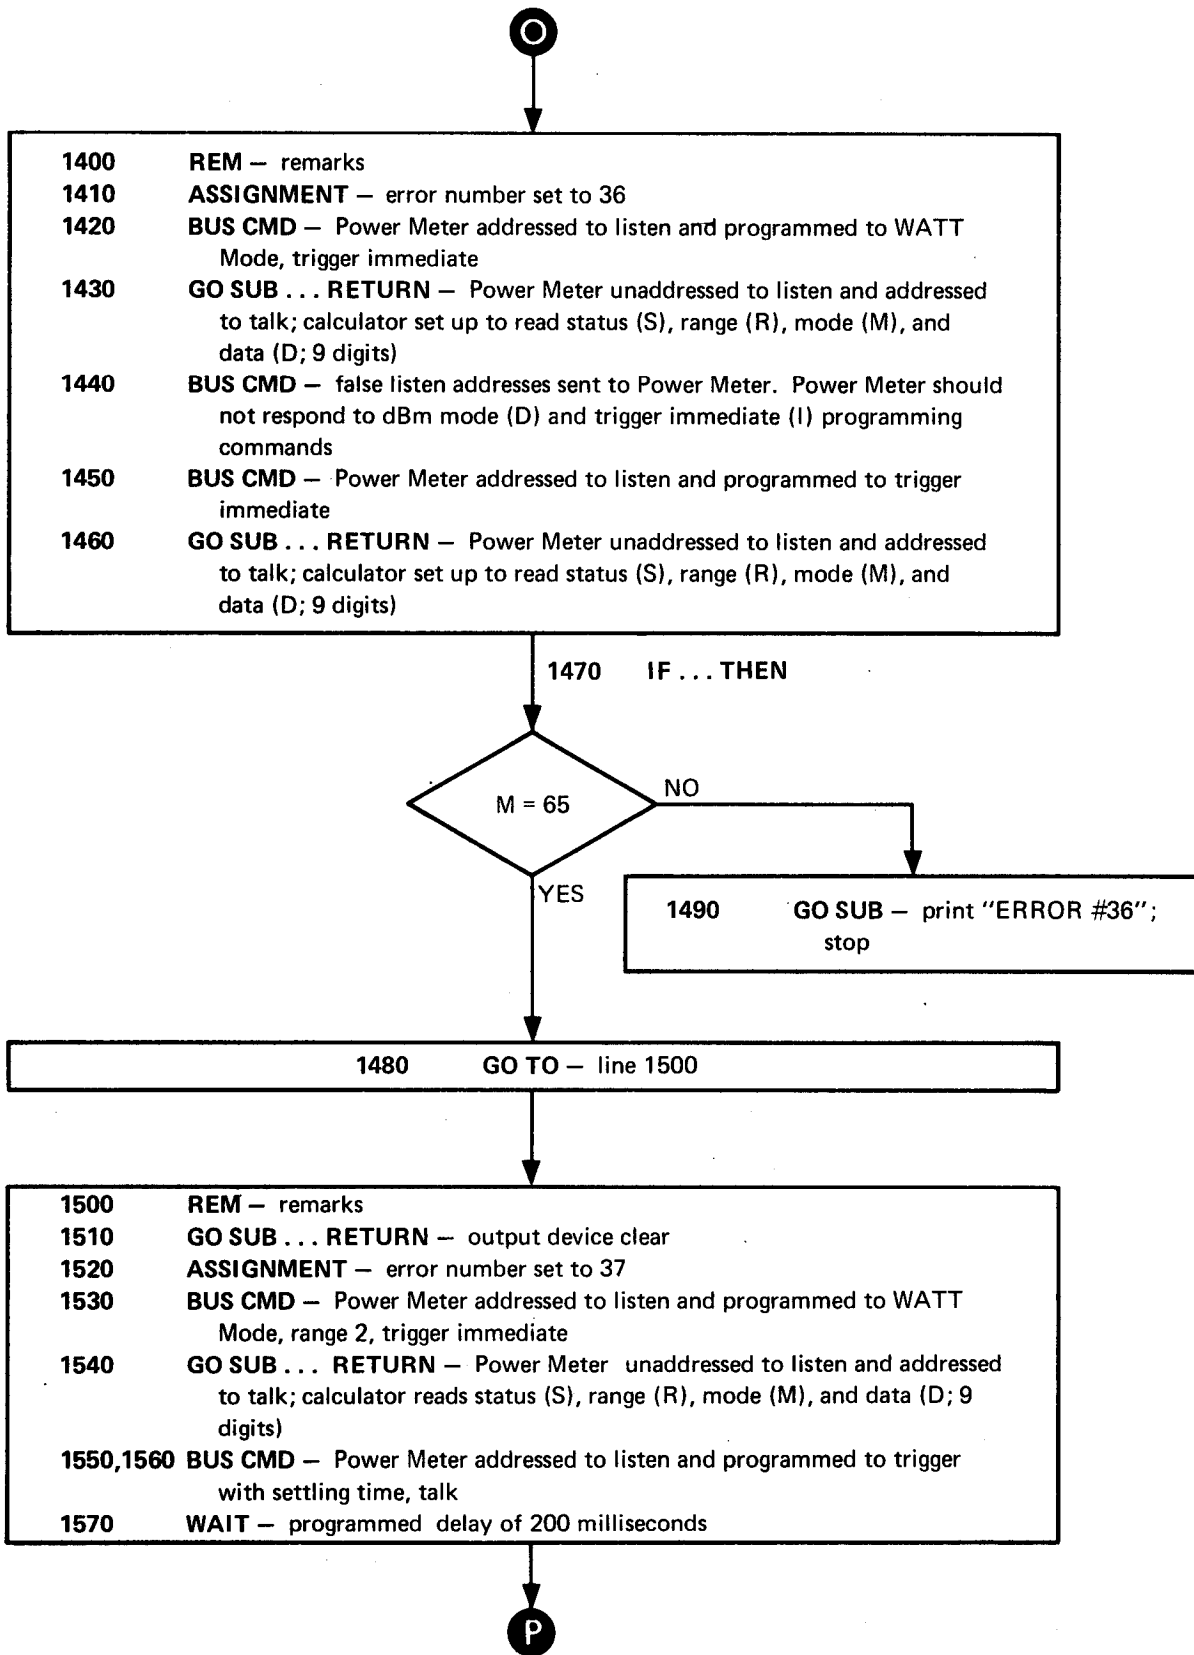 O
1400 REM — remarks
1410 ASSIGNMENT — error number set to 36
1420 BUS CMD — Power Meter addressed to listen and programmed to WATT
Mode, trigger immediate
1430 GO SUB . . . RETURN — Power Meter unaddressed to listen and addressed
to talk; calculator set up to read status (S), range (R), mode (M), and
data (D; 9 digits)
1440 BUS CMD — false listen addresses sent to Power Meter. Power Meter should
not respond to dBm mode (D) and trigger immediate (I) programming
commands
1450 BUS CMD — Power Meter addressed to listen and programmed to trigger
immediate
1460 GO SUB . . . RETURN — Power Meter unaddressed to listen and addressed
to talk; calculator set up to read status (S), range (R), mode (M), and
data (D; 9 digits)
1470 IF . . . THEN
M = 65
NO
YES
1490 GO SUB — print "ERROR #36";
stop
1480 GO TO — line 1500
1500 REM — remarks
1510 GO SUB . . . RETURN — output device clear
1520 ASSIGNMENT — error number set to 37
1530 BUS CMD — Power Meter addressed to listen and programmed to WATT
Mode, range 2, trigger immediate
1540 GO SUB . . . RETURN — Power Meter unaddressed to listen and addressed
to talk; calculator reads status (S), range (R), mode (M), and data (D; 9
digits)
1550,1560 BUS CMD — Power Meter addressed to listen and programmed to trigger
with settling time, talk
1570 WAIT — programmed delay of 200 milliseconds
P